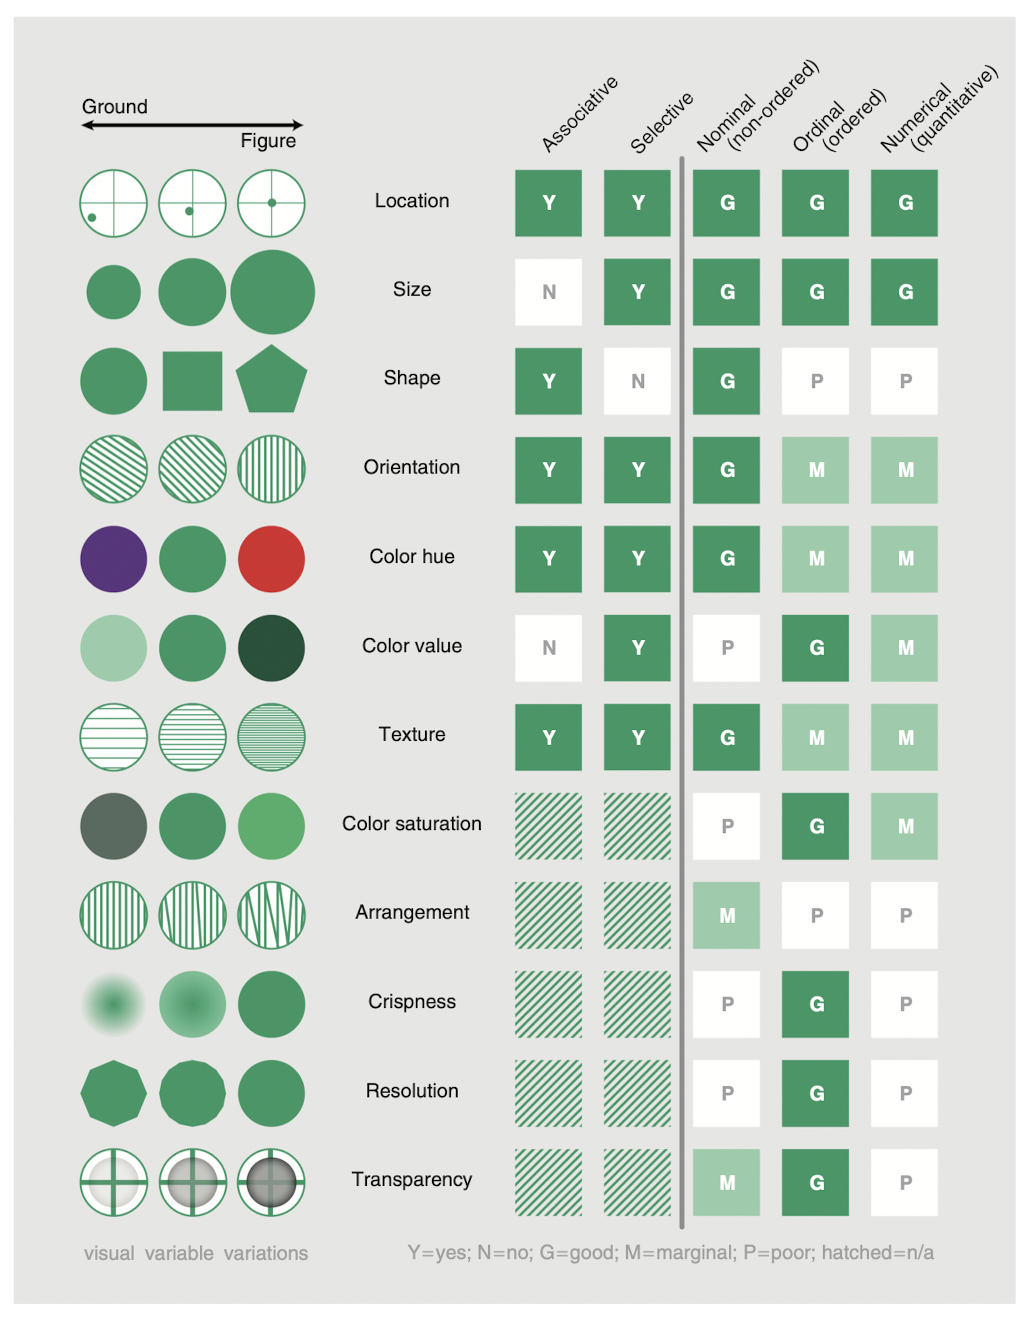 Ground
Figure
Associative
Selective
Nominal
(non-ordered)
Ordinal
(ordered)
Numerical
(quantitative)
Location Y Y G G G
Size N Y G G G
Shape Y N G P P
Orientation Y Y G M M
Color hue Y Y G M M
Color value N Y P G M
Texture Y Y G M M
Color saturation P G M
Arrangement M P P
Crispness P G P
Resolution P G P
Transparency M G P
visual variable variations
Y=yes; N=no; G=good; M=marginal; P=poor; hatched=n/a